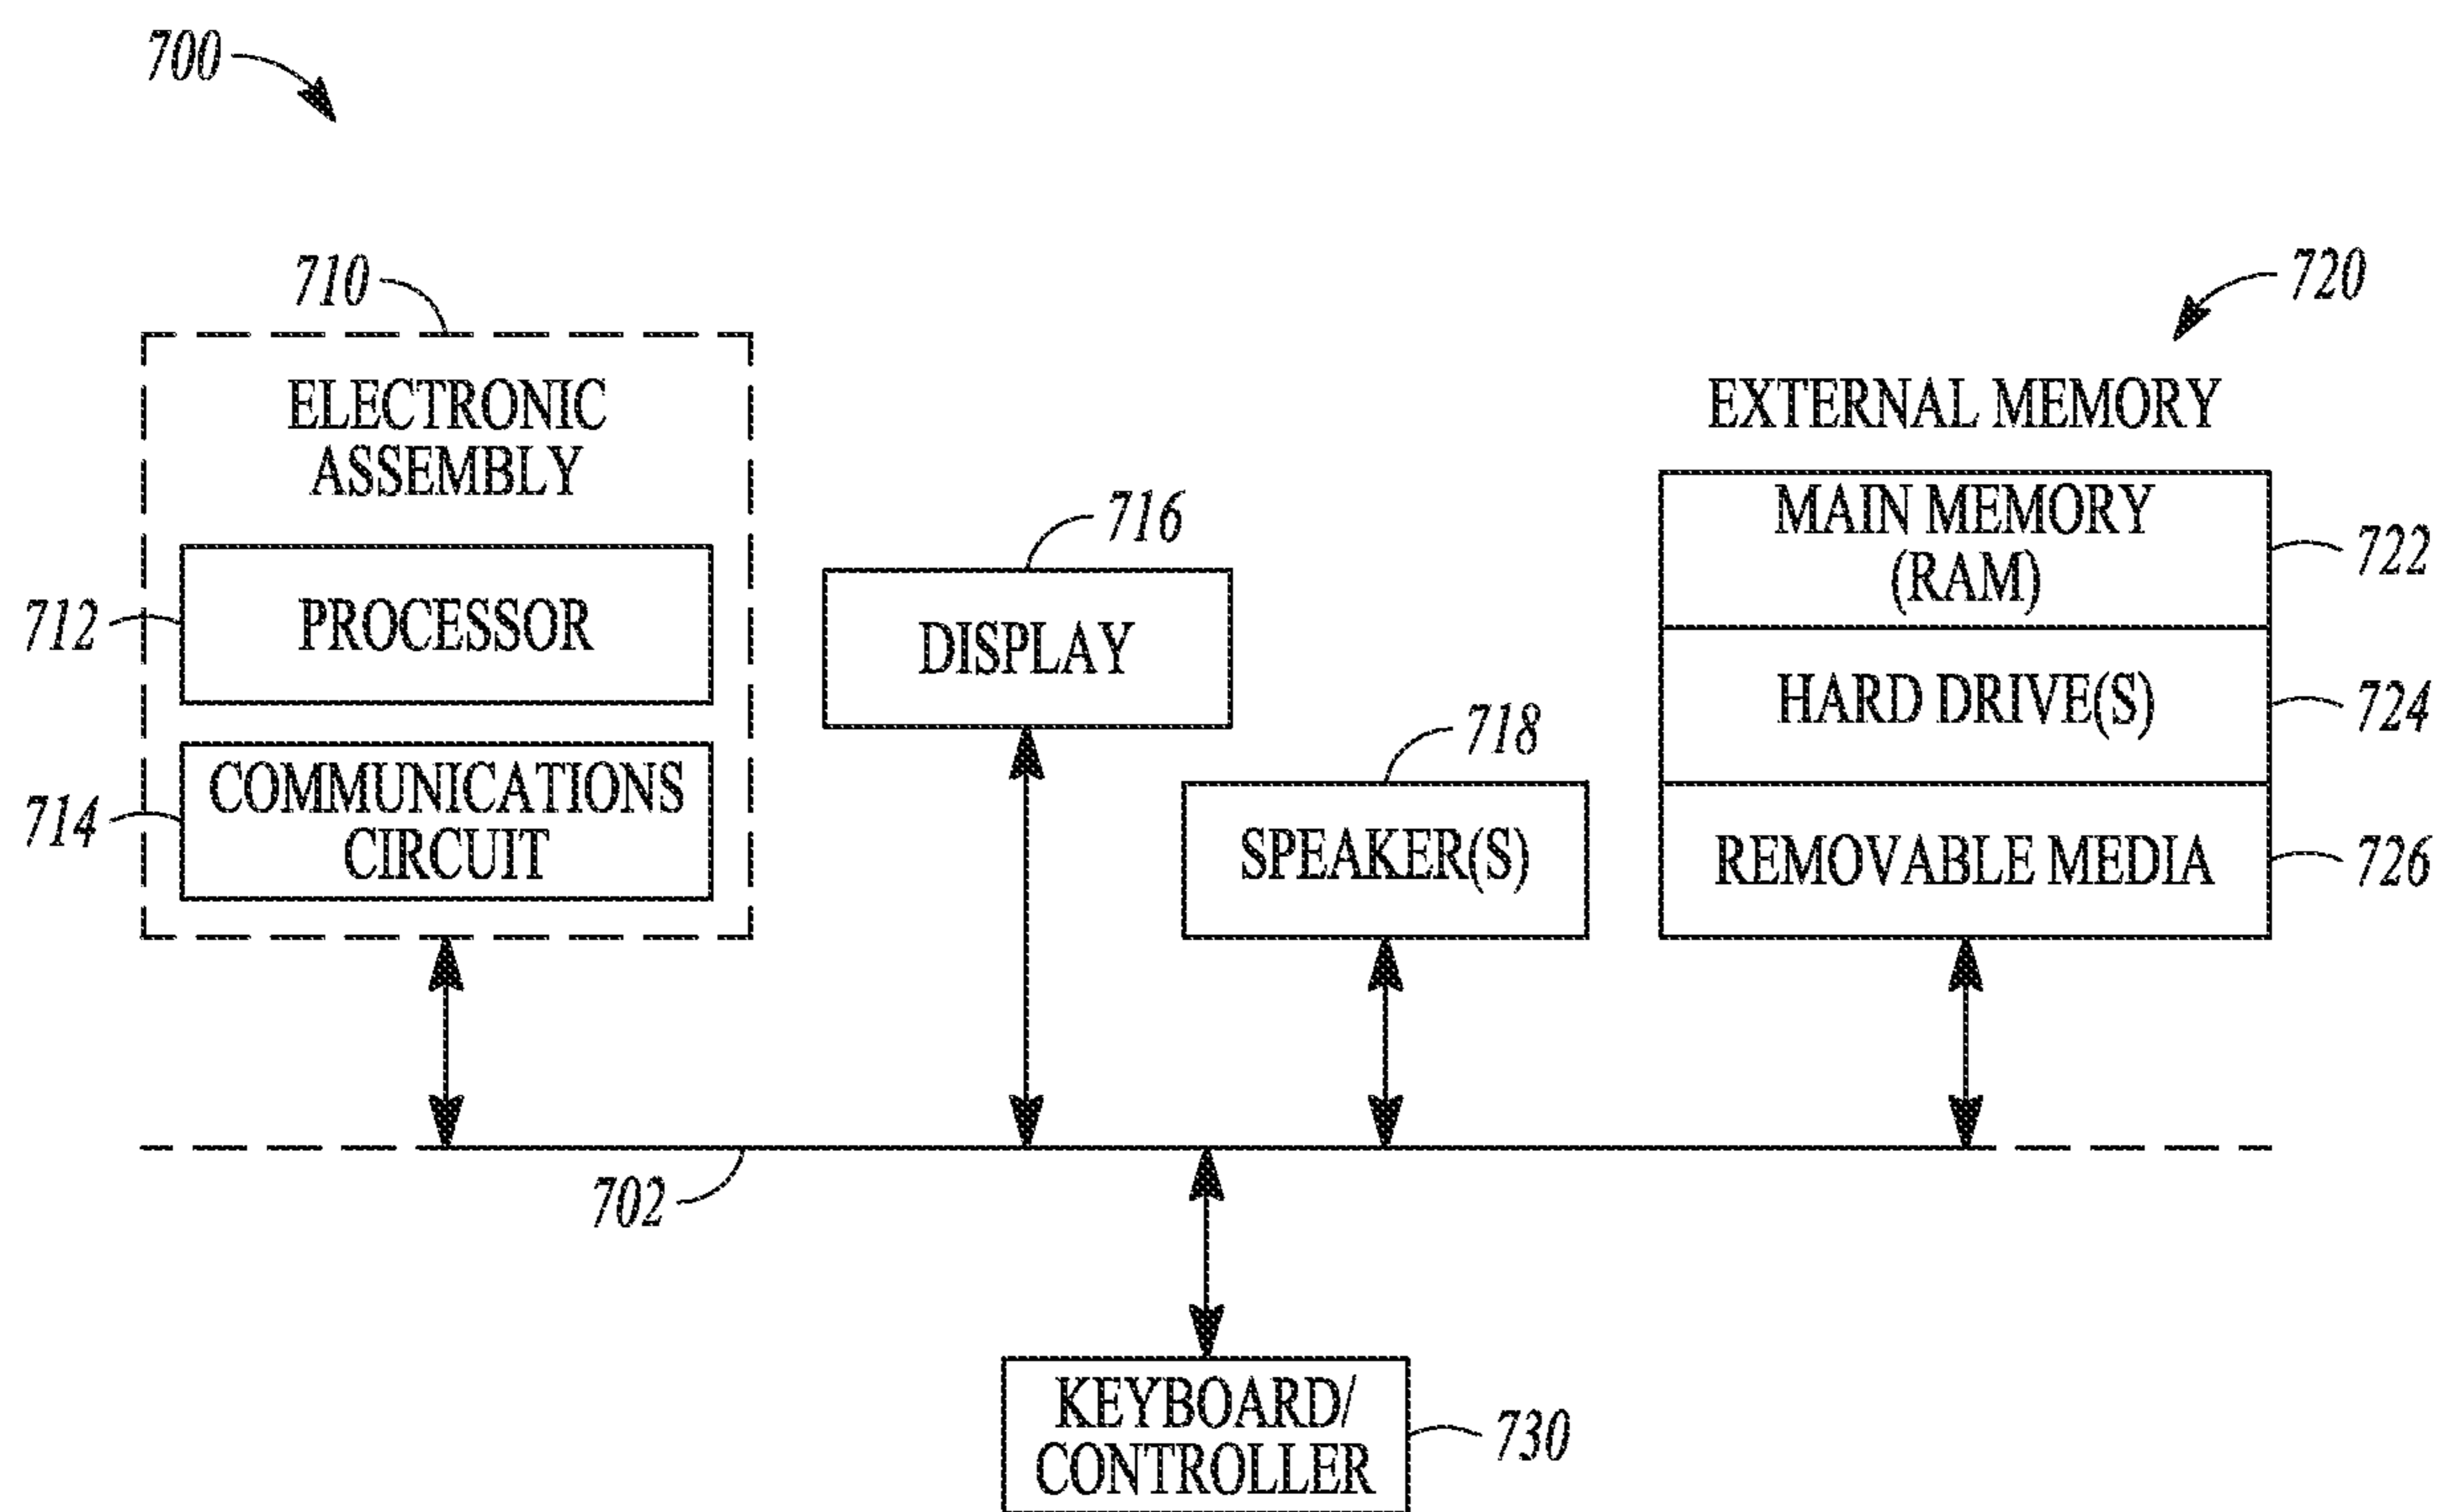 700
710
720
ELECTRONIC
ASSEMBLY
EXTERNAL MEMORY
716
MAIN MEMORY
(RAM)
722
712
PROCESSOR
DISPLAY
HARD DRIVE(S)
724
718
714
COMMUNICATIONS
CIRCUIT
SPEAKER(S)
REMOVABLE MEDIA
726
702
KEYBOARD/
CONTROLLER
730